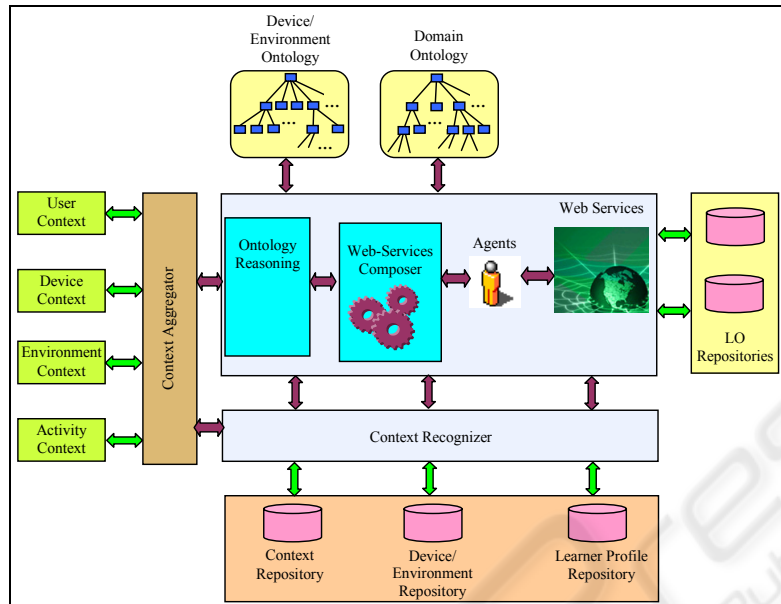 Device/
Environment
Ontology
Domain
Ontology
...
...
...
...
...
User
Context
Device
Context
Environment
Context
Activity
Context
Context Aggregator
Ontology
Reasoning
Web-Services
Composer
Agents
Web Services
LO
Repositories
Context Recognizer
Context
Repository
Device/
Environment Repository
Learner Profile
Repository